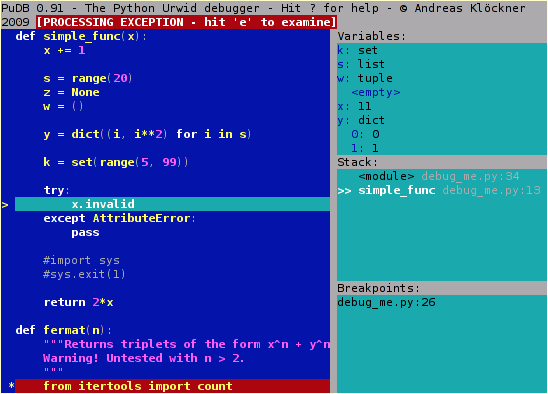 PuDB 0.91 - The Python Urwid debugger - Hit ? for help - © Andreas Klöckner
2009 [PROCESSING EXCEPTION - hit 'e' to examine]
def simple_func(x):
x += 1
s = range(20)
z = None
w = ()
y = dict((i, i**2) for i in s)
k = set(range(5, 99))
try:
> x.invalid
except AttributeError:
pass
#import sys
#sys.exit(1)
return 2*x
def fermat(n):
"""Returns triplets of the form x^n + y^n
Warning! Untested with n > 2.
"""
* from itertools import count
Variables:
k: set
s: list
w: tuple
<empty>
x: 11
y: dict
0: 0
1: 1
Stack:
<module> debug_me.py:34
>> simple_func debug_me.py:13
Breakpoints:
debug_me.py:26